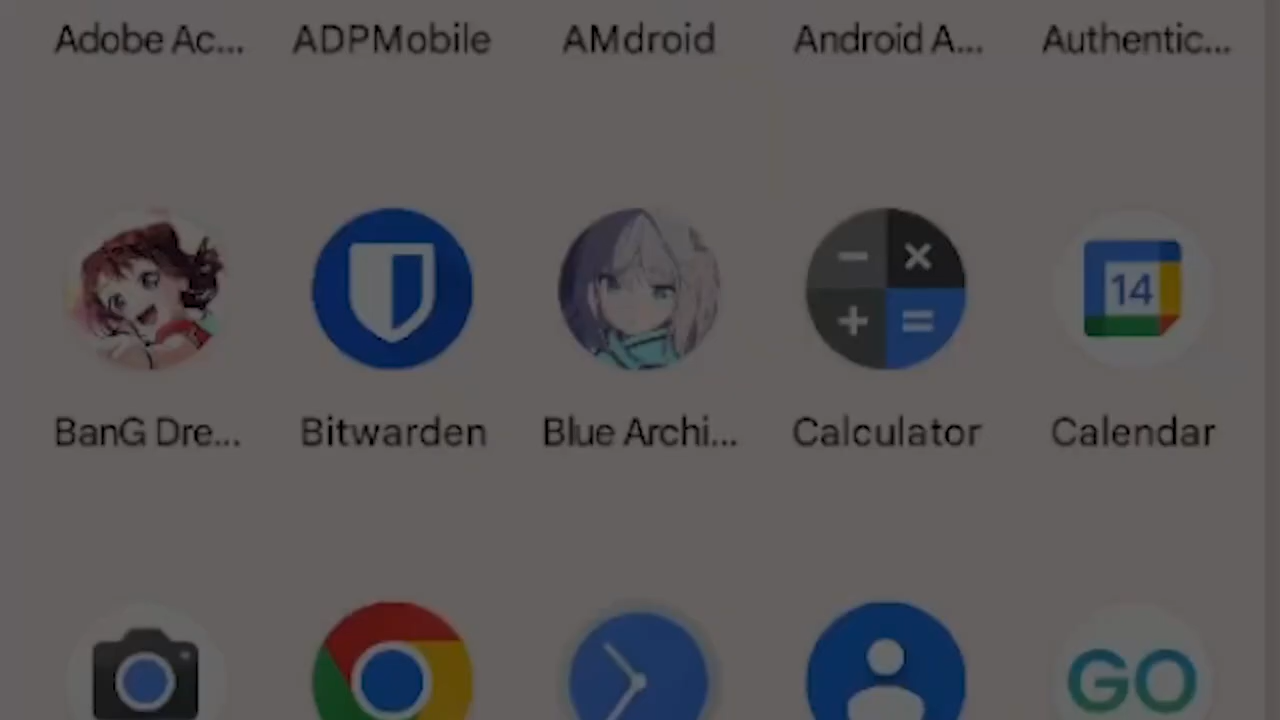 Adobe Ac... ADPMobile AMdroid Android A... Authentic...
14
BanG Dre... Bitwarden Blue Archi... Calculator Calendar
GO